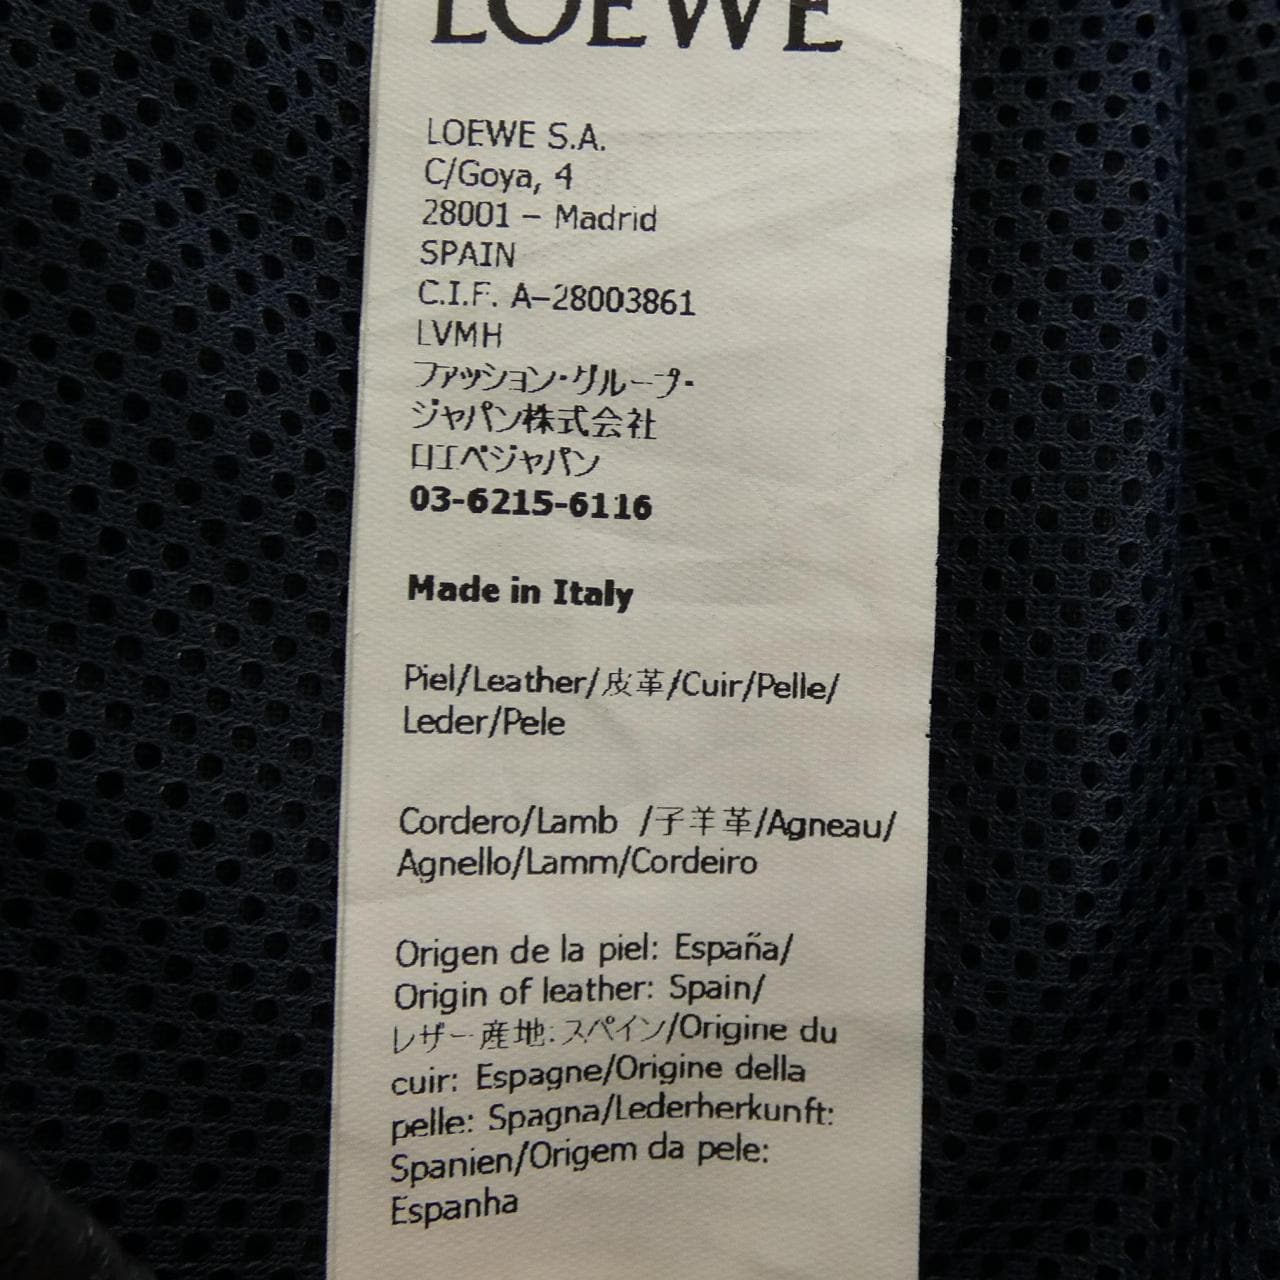 LOEWE
LOEWE S.A.
C/Goya, 4
28001 – Madrid
SPAIN
C.I.F. A–28003861
LVMH
ファッション・グループ・
ジャパン株式会社
ロエベジャパン
03-6215-6116
Made in Italy
Piel/Leather/皮革/Cuir/Pelle/
Leder/Pele
Cordero/Lamb /子羊革/Agneau/
Agnello/Lamm/Cordeiro
Origen de la piel: España/
Origin of leather: Spain/
レザー産地:スペイン/Origine du
cuir: Espagne/Origine della
pelle: Spagna/Lederherkunft:
Spanien/Origem da pele:
Espanha